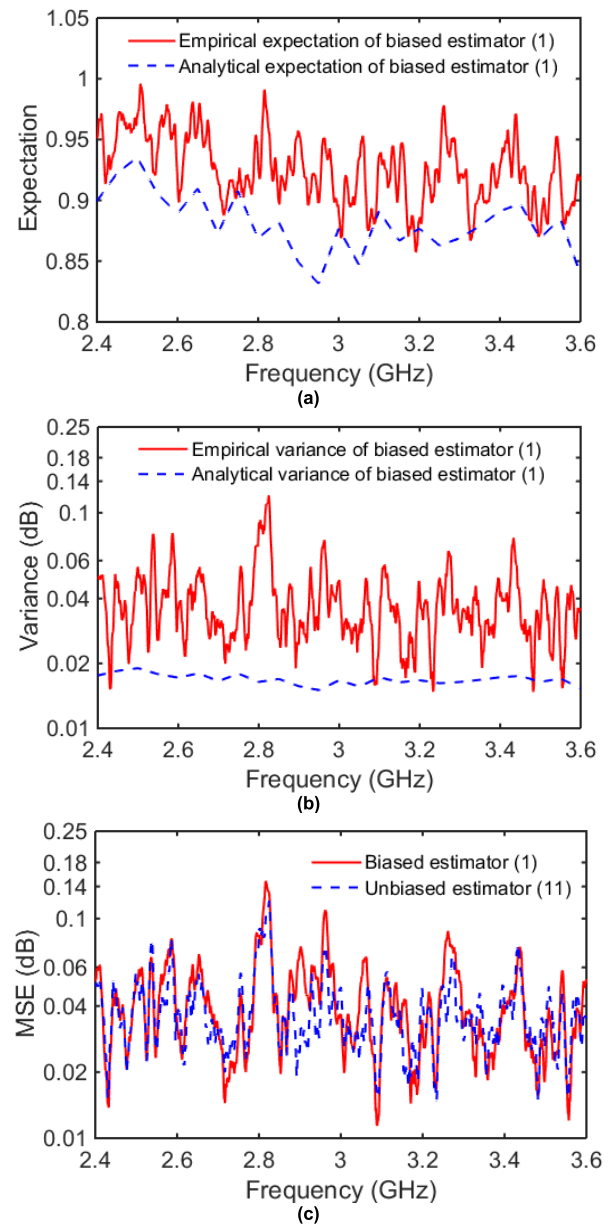 Empirical expectation of biased estimator (1)
Analytical expectation of biased estimator (1)
Expectation
1
0.95
0.9
0.85
0.8
2.4 2.6 2.8 3 3.2 3.4 3.6
Frequency (GHz)
(a)
Empirical variance of biased estimator (1)
Analytical variance of biased estimator (1)
Variance (dB)
0.25
0.18
0.14
0.1
0.06
0.04
0.02
0.01
2.4 2.6 2.8 3 3.2 3.4 3.6
Frequency (GHz)
(b)
Biased estimator (1)
Unbiased estimator (11)
MSE (dB)
0.25
0.18
0.14
0.1
0.06
0.04
0.02
0.01
2.4 2.6 2.8 3 3.2 3.4 3.6
Frequency (GHz)
(c)